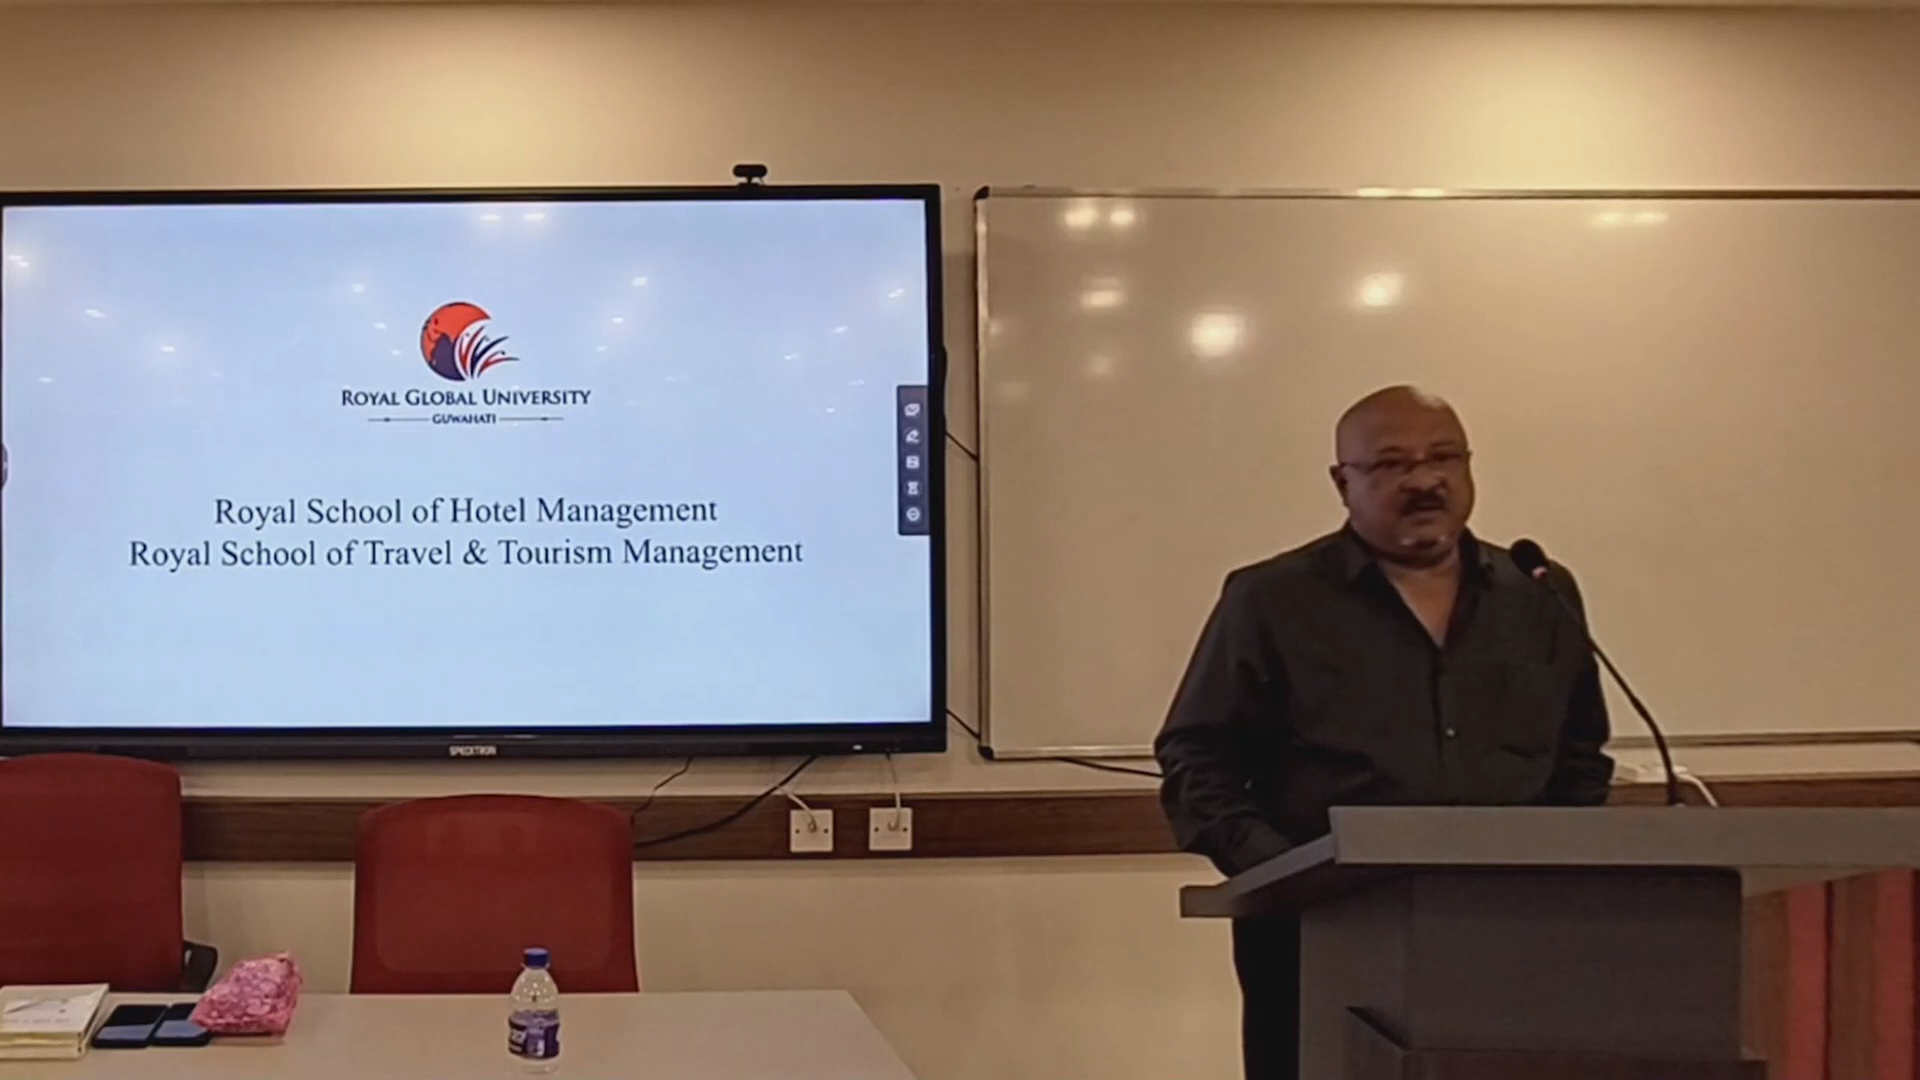 ROYAL GLOBAL UNIVERSITY
GUWAHATI
Royal School of Hotel Management
Royal School of Travel & Tourism Management
SPECTRON